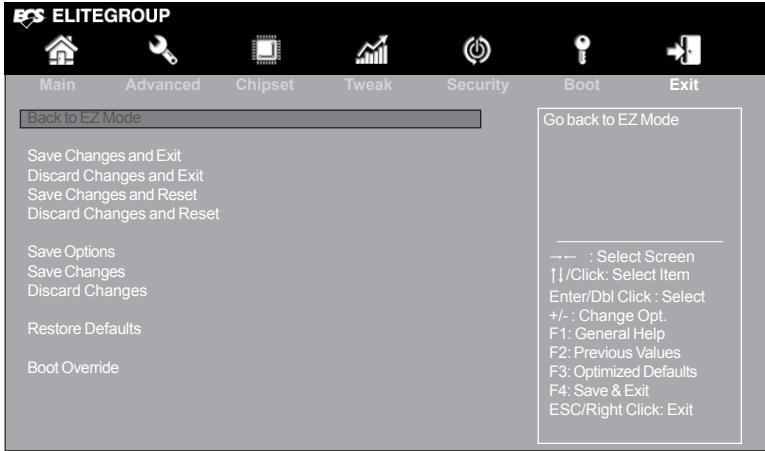 ECS ELITEGROUP
Main Advanced Chipset Tweak Security Boot Exit
Back to EZ Mode
Save Changes and Exit
Discard Changes and Exit
Save Changes and Reset
Discard Changes and Reset
Save Options
Save Changes
Discard Changes
Restore Defaults
Boot Override
Go back to EZ Mode
→← : Select Screen
↑↓/Click: Select Item
Enter/Dbl Click : Select
+/- : Change Opt.
F1: General Help
F2: Previous Values
F3: Optimized Defaults
F4: Save & Exit
ESC/Right Click: Exit